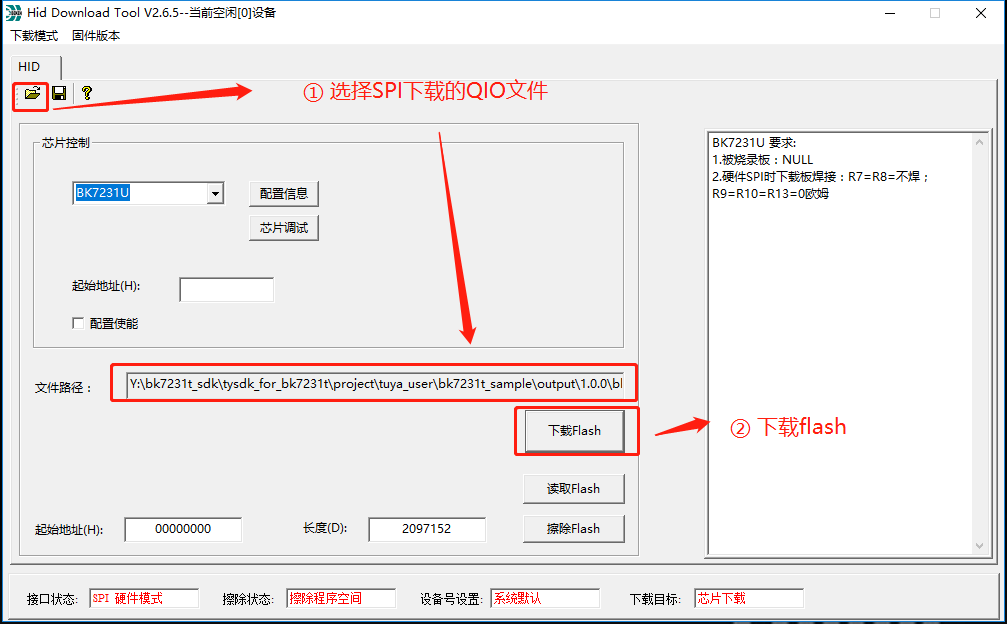 Hid Download Tool V2.6.5--当前空闲[0]设备
下载模式 固件版本
HID
① 选择SPI下载的QIO文件
芯片控制
BK7231U
配置信息
芯片调试
起始地址(H):
配置使能
文件路径：
Y:\bk7231t_sdk\tysdk_for_bk7231t\project\tuya_user\bk7231t_sample\output\1.0.0\bl
下载Flash
② 下载flash
读取Flash
起始地址(H): 00000000 长度(D): 2097152 擦除Flash
BK7231U 要求:
1.被烧录板：NULL
2.硬件SPI时下载板焊接：R7=R8=不焊；
R9=R10=R13=0欧姆
接口状态: SPI 硬件模式 擦除状态: 擦除程序空间 设备号设置: 系统默认 下载目标: 芯片下载